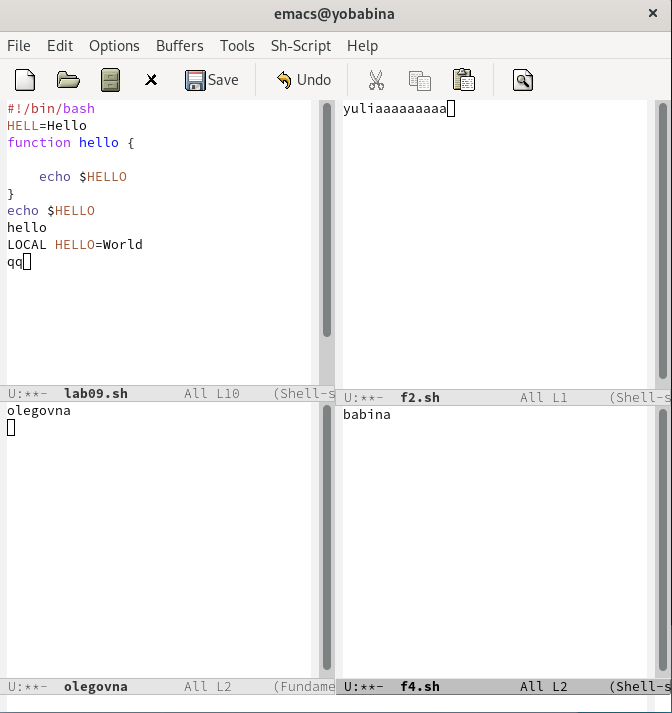 emacs@yobabina ×
File Edit Options Buffers Tools Sh-Script Help
Save Undo
#!/bin/bash
HELL=Hello
function hello {
echo $HELLO
}
echo $HELLO
hello
LOCAL HELLO=World
qq
U:**- lab09.sh All L10 (Shell-s
yuliaaaaaaaaa
U:**- f2.sh All L1 (Shell-s
olegovna
U:**- olegovna All L2 (Fundame
babina
U:**- f4.sh All L2 (Shell-s